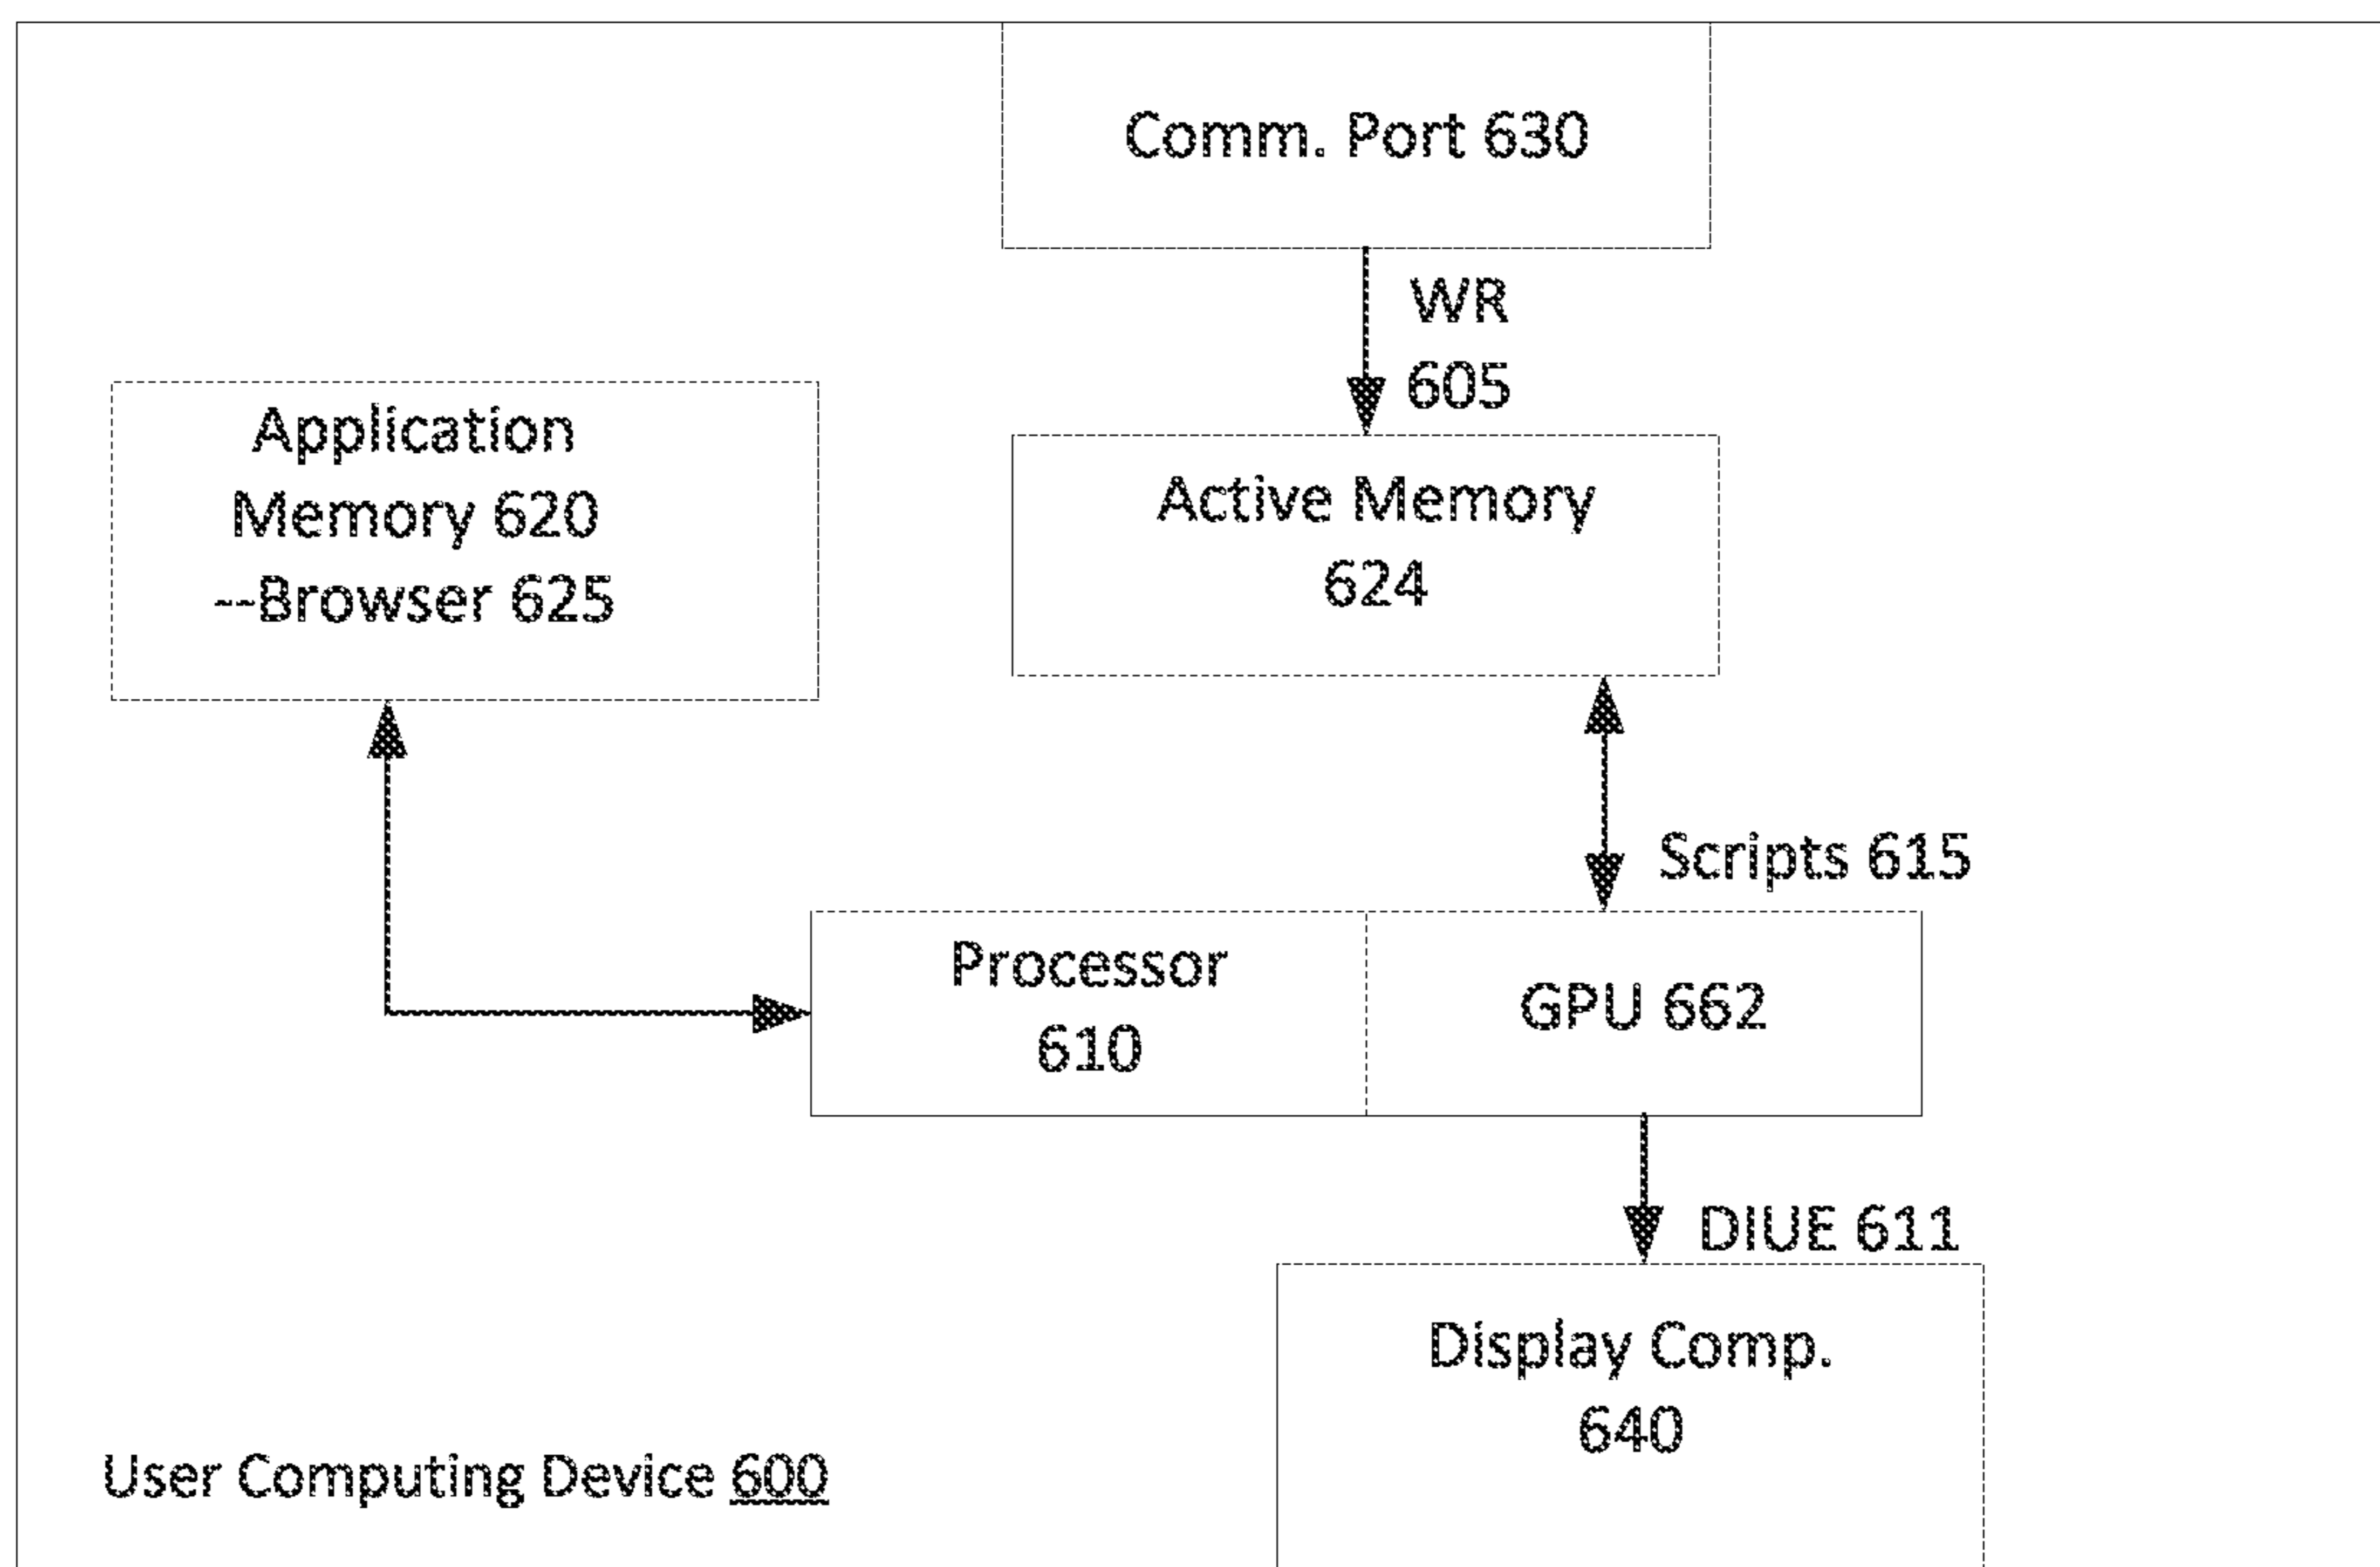 Comm. Port 630
WR
605
Application
Memory 620
--Browser 625
Active Memory
624
Scripts 615
Processor
610
GPU 662
DIUE 611
Display Comp.
640
User Computing Device 600